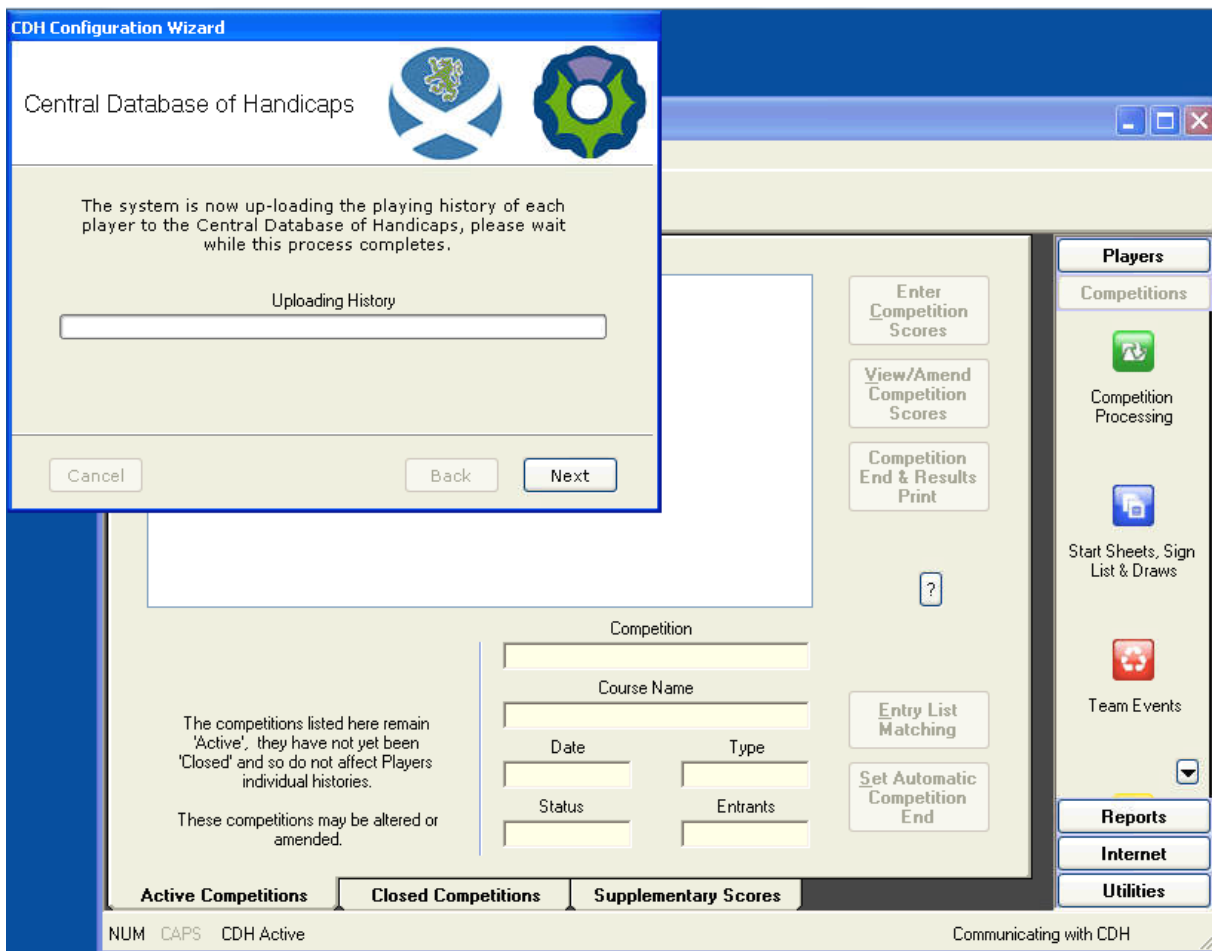 CDH Configuration Wizard
Central Database of Handicaps
The system is now up-loading the playing history of each
player to the Central Database of Handicaps, please wait
while this process completes.
Uploading History
Cancel
Back
Next
Enter
Competition
Scores
View/Amend
Competition
Scores
Competition
End & Results
Print
?
Competition
Course Name
Date
Type
Status
Entrants
The competitions listed here remain
'Active', they have not yet been
'Closed' and so do not affect Players
individual histories.
These competitions may be altered or
amended.
Entry List
Matching
Set Automatic
Competition
End
Players
Competitions
Competition
Processing
Start Sheets, Sign
List & Draws
Team Events
Reports
Internet
Utilities
Active Competitions
Closed Competitions
Supplementary Scores
NUM CAPS CDH Active
Communicating with CDH